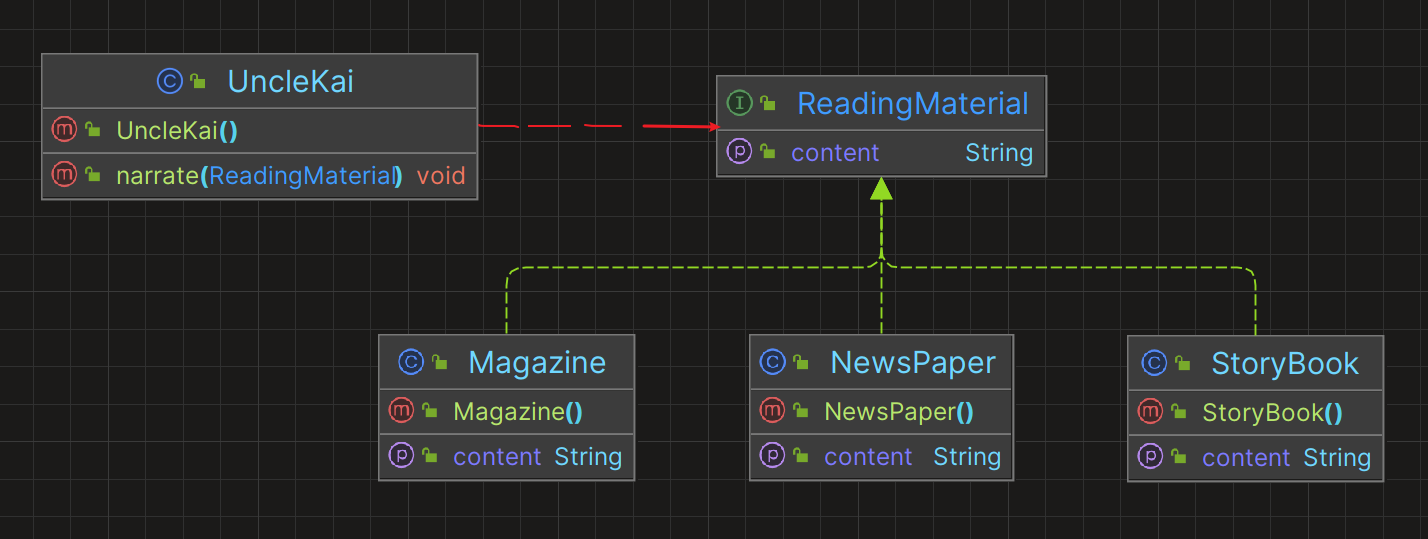 UncleKai
UncleKai()
narrate(ReadingMaterial) void
ReadingMaterial
content String
Magazine
Magazine()
content String
NewsPaper
NewsPaper()
content String
StoryBook
StoryBook()
content String